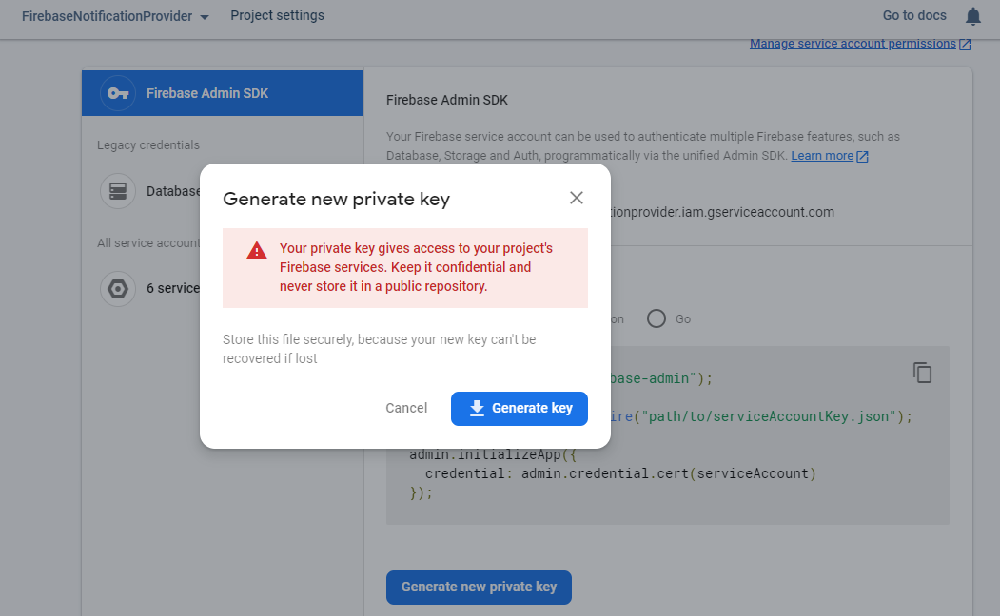 FirebaseNotificationProvider
Project settings
Go to docs
Manage service account permissions
Firebase Admin SDK
Legacy credentials
Database
All service account
6 service
Firebase Admin SDK
Your Firebase service account can be used to authenticate multiple Firebase features, such as
Database, Storage and Auth, programmatically via the unified Admin SDK. Learn more
tionprovider.iam.gserviceaccount.com
on
Go
base-admin");
ire("path/to/serviceAccountKey.json");
admin.initializeApp({
credential: admin.credential.cert(serviceAccount)
});
Generate new private key
Generate new private key
Your private key gives access to your project's
Firebase services. Keep it confidential and
never store it in a public repository.
Store this file securely, because your new key can't be
recovered if lost
Cancel
Generate key